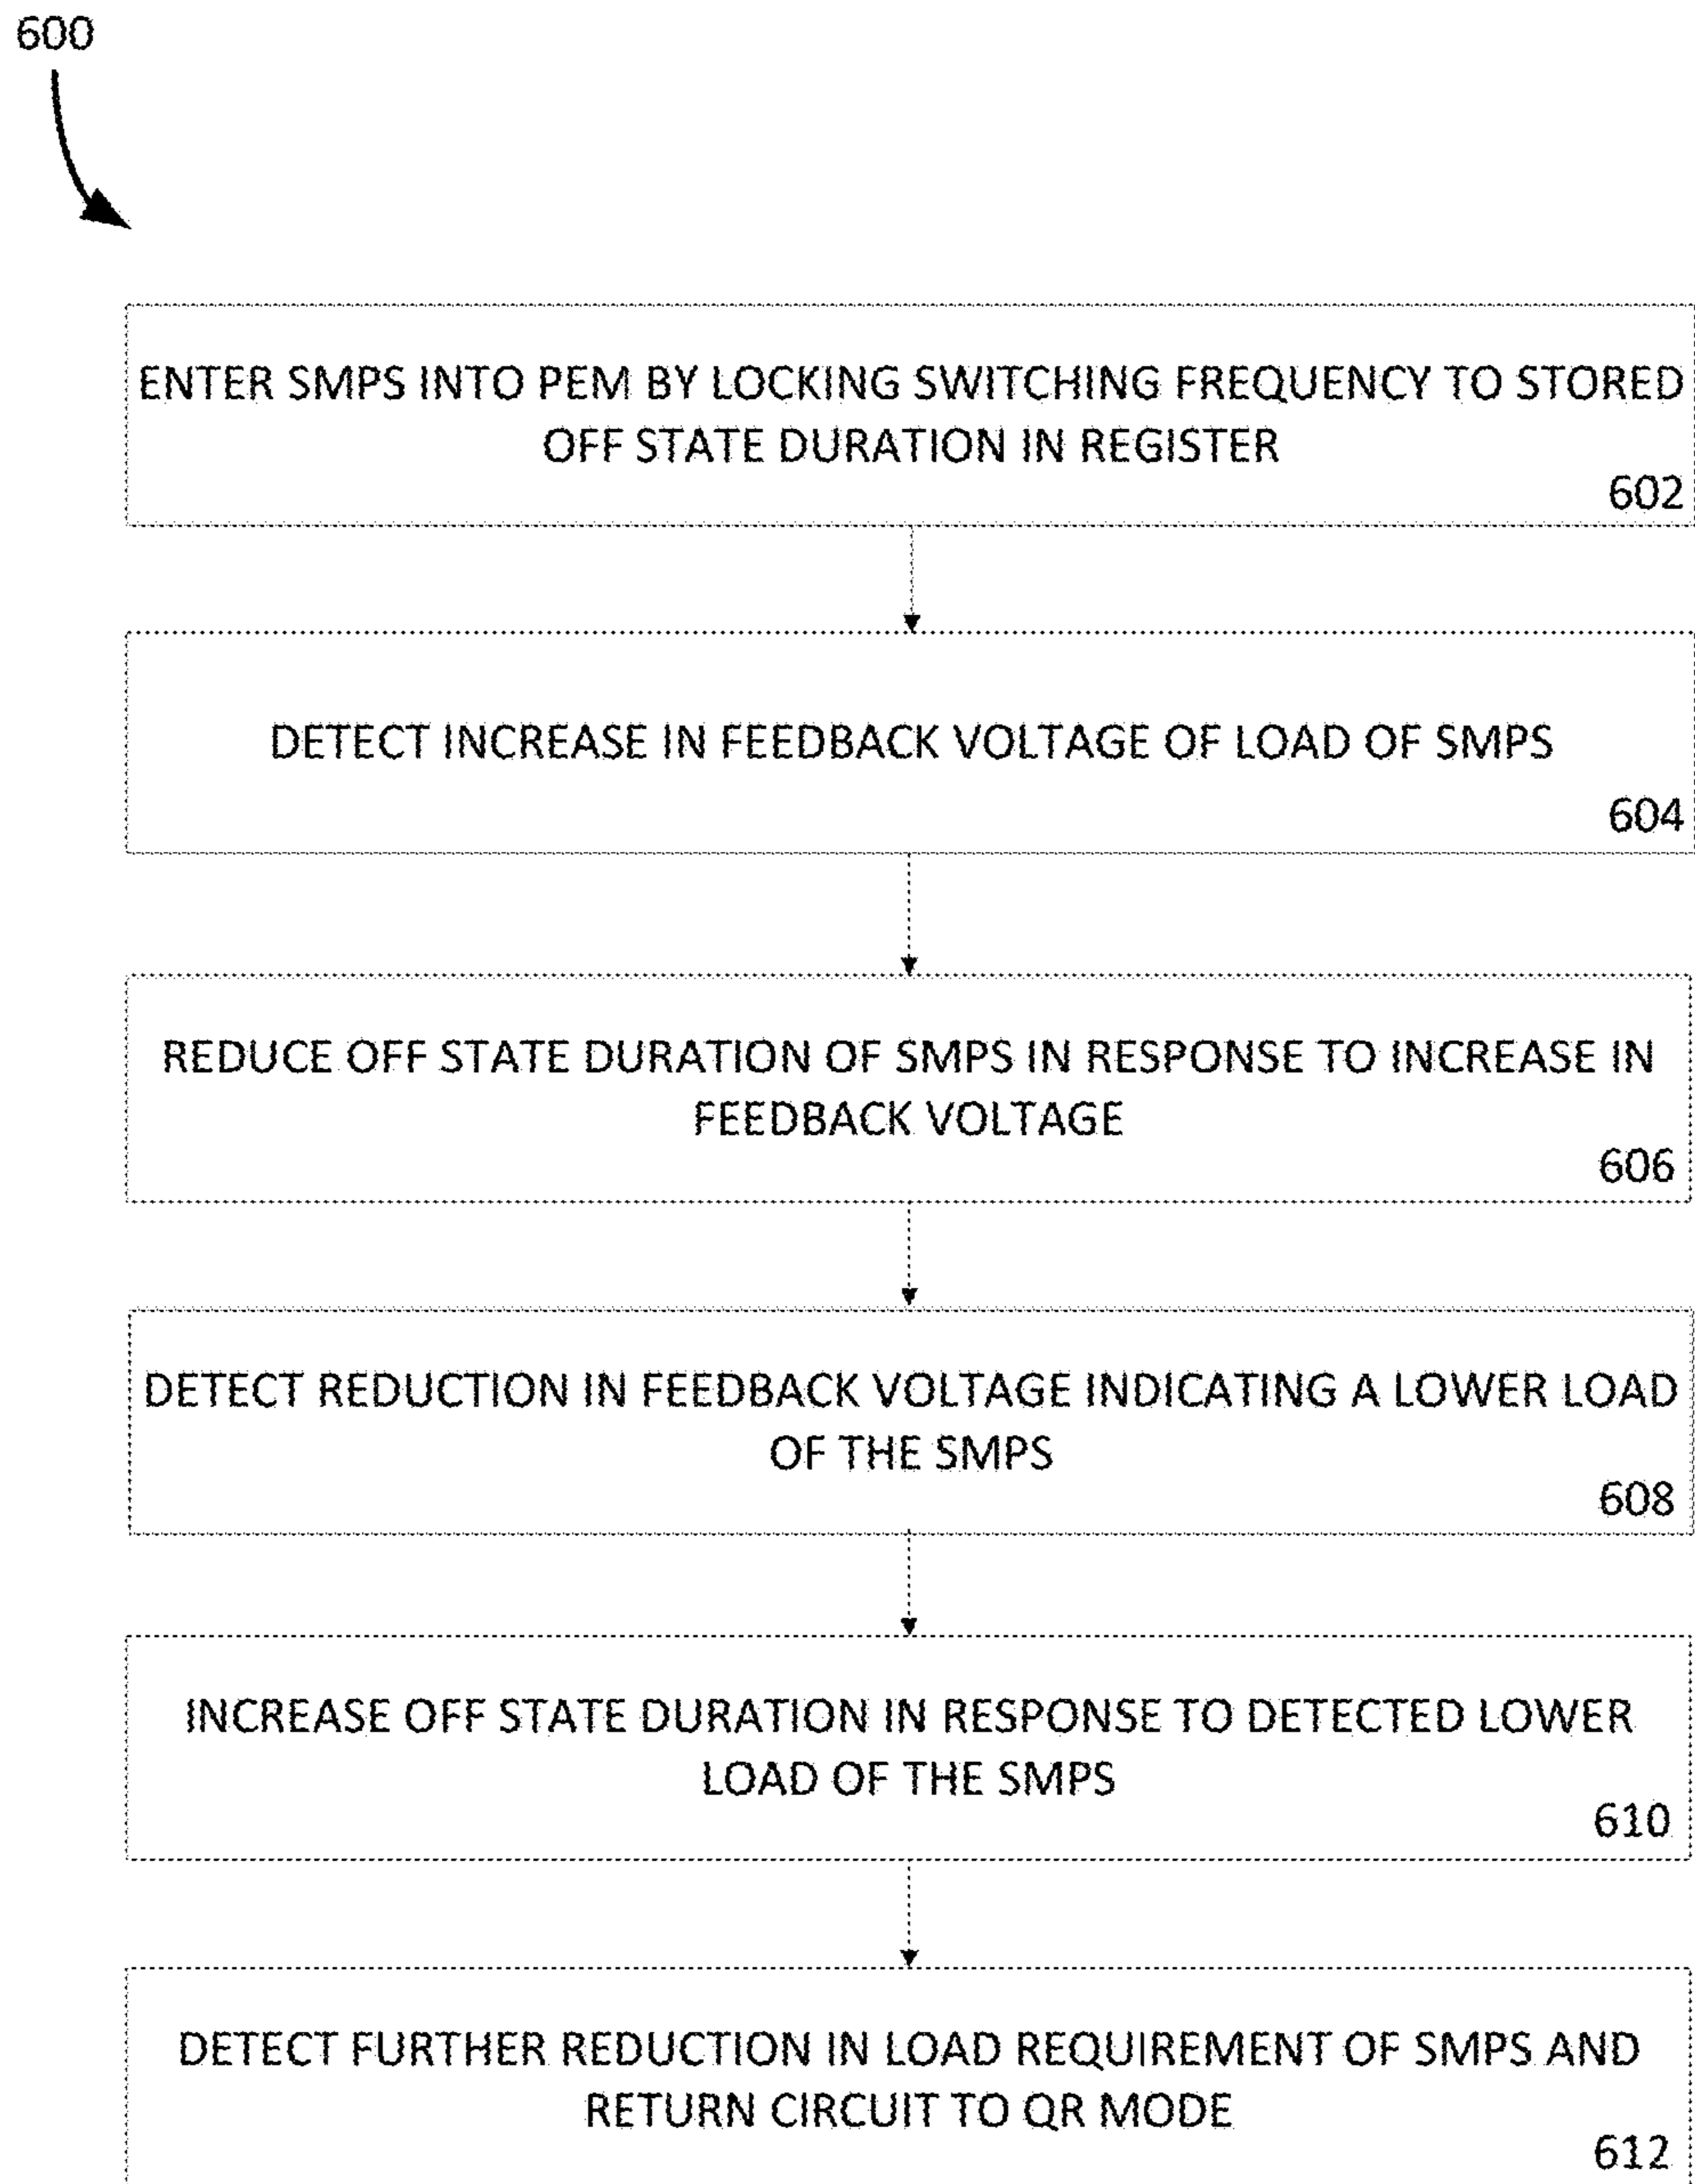 600
ENTER SMPS INTO PEM BY LOCKING SWITCHING FREQUENCY TO STORED
OFF STATE DURATION IN REGISTER
602
DETECT INCREASE IN FEEDBACK VOLTAGE OF LOAD OF SMPS
604
REDUCE OFF STATE DURATION OF SMPS IN RESPONSE TO INCREASE IN
FEEDBACK VOLTAGE
606
DETECT REDUCTION IN FEEDBACK VOLTAGE INDICATING A LOWER LOAD
OF THE SMPS
608
INCREASE OFF STATE DURATION IN RESPONSE TO DETECTED LOWER
LOAD OF THE SMPS
610
DETECT FURTHER REDUCTION IN LOAD REQUIREMENT OF SMPS AND
RETURN CIRCUIT TO QR MODE
612